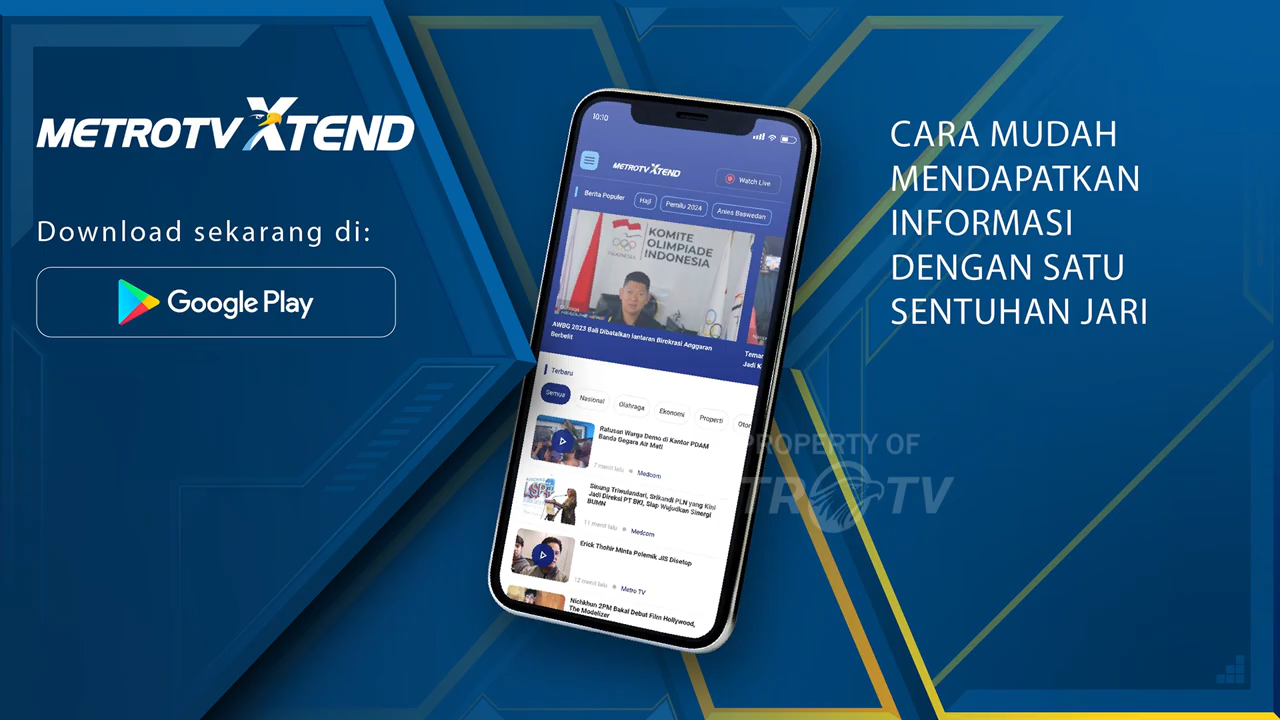 METROTV XTEND
Download sekarang di:
Google Play
10:10
METROTV XTEND
Watch Live
Berita Populer
Haji
Pemilu 2024
Anies Baswedan
KOMITE
OLIMPIADE
INDONESIA
AWBG 2023 Bali Dibatalkan lantaran Birokrasi Anggaran
Berbelit
Teman
Jadi K
Terbaru
Semua
Nasional
Olahraga
Ekonomi
Properti
Otor
Ratusan Warga Demo di Kantor PDAM
Banda Gegara Air Mati
7 menit lalu
Medcom
Sinung Triwulandari, Srikandi PLN yang Kini
Jadi Direksi PT BKI, Siap Wujudkan Sinergi
BUMN
11 menit lalu
Medcom
Erick Thohir Minta Polemik JIS Disetop
12 menit lalu
Metro TV
Nichkhun 2PM Bakal Debut Film Hollywood,
The Modelizer
CARA MUDAH
MENDAPATKAN
INFORMASI
DENGAN SATU
SENTUHAN JARI
PROPERTY OF
TRO TV